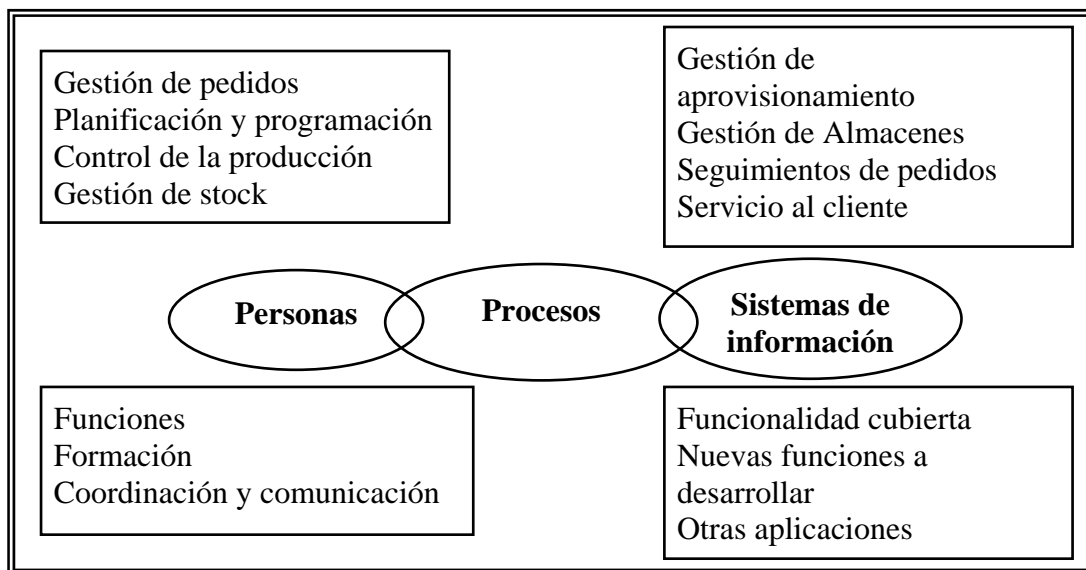 Gestión de pedidos
Planificación y programación
Control de la producción
Gestión de stock
Gestión de
aprovisionamiento
Gestión de Almacenes
Seguimientos de pedidos
Servicio al cliente
Personas
Procesos
Sistemas de
información
Funciones
Formación
Coordinación y comunicación
Funcionalidad cubierta
Nuevas funciones a
desarrollar
Otras aplicaciones